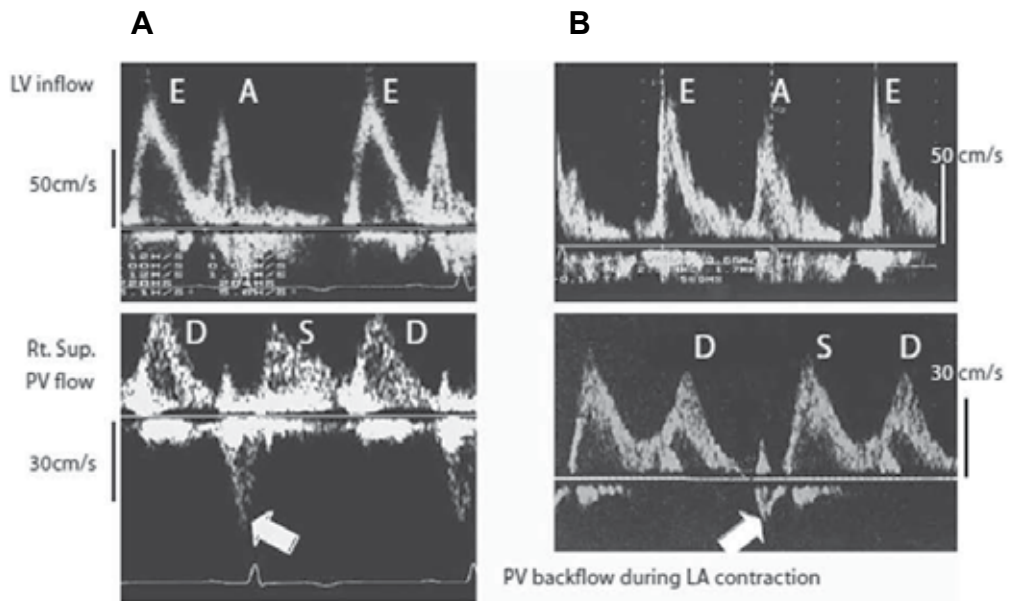 A B
LV inflow
E A E
E A E
50cm/s
50 cm/s
Rt. Sup.
PV flow
D S D
D S D
30cm/s
30 cm/s
PV backflow during LA contraction